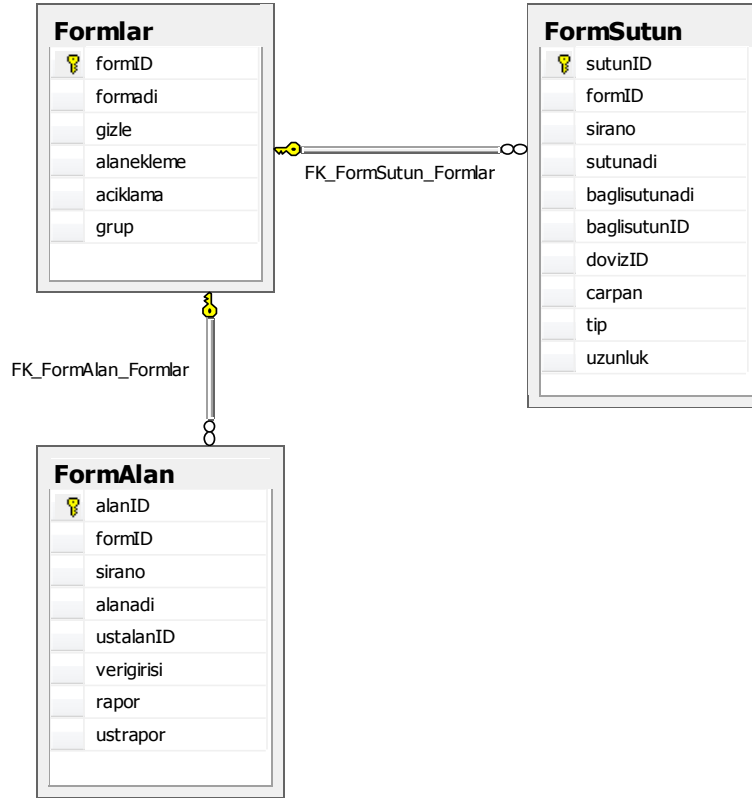 Formlar
formID
formadi
gizle
alanekleme
aciklama
grup
FK_FormSutun_Formlar
FormSutun
sutunID
formID
sirano
sutunadi
baglisutunadi
baglisutunID
dovizID
carpan
tip
uzunluk
FK_FormAlan_Formlar
FormAlan
alanID
formID
sirano
alanadi
ustalanID
verigirisi
rapor
ustrapor